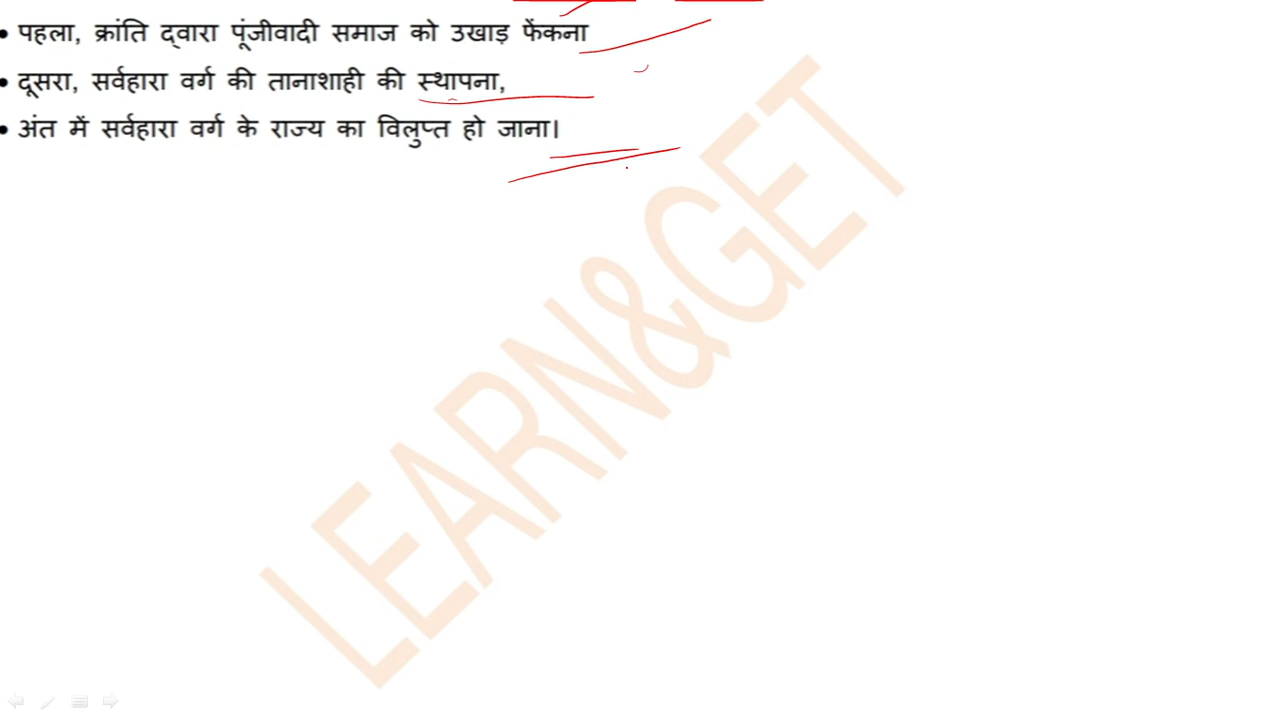 • पहला, क्रांति द्वारा पूंजीवादी समाज को उखाड़ फेंकना
• दूसरा, सर्वहारा वर्ग की तानाशाही की स्थापना,
• अंत में सर्वहारा वर्ग के राज्य का विलुप्त हो जाना।
LEARN&GET